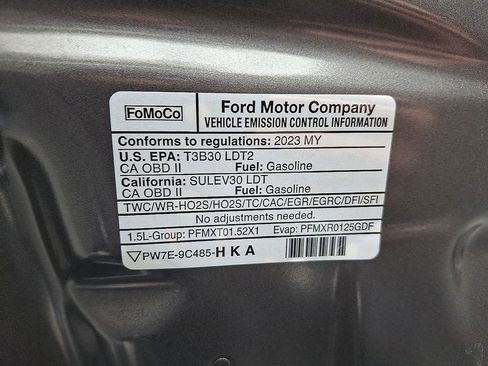 FoMoCo
Ford Motor Company
VEHICLE EMISSION CONTROL INFORMATION
Conforms to regulations: 2023 MY
U.S. EPA: T3B30 LDT2
CA OBD II Fuel: Gasoline
California: SULEV30 LDT
CA OBD II Fuel: Gasoline
TWC/WR-HO2S/HO2S/TC/CAC/EGR/EGRC/DFI/SFI
No adjustments needed.
1.5L-Group: PFMXT01.52X1 Evap: PFMXR0125GDF
PW7E-9C485-HKA